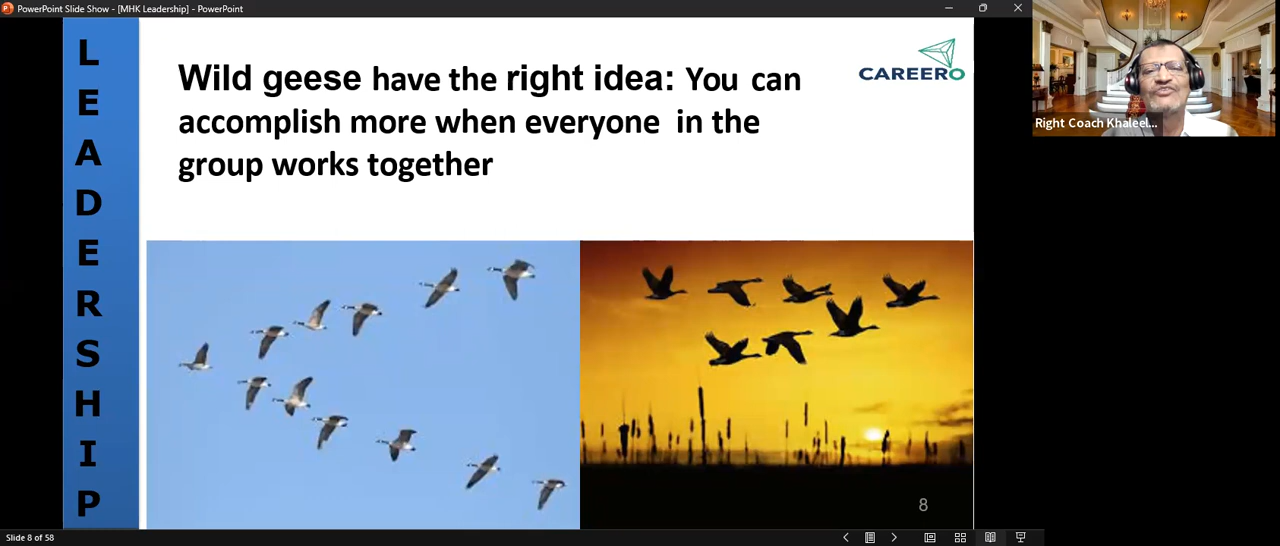 PowerPoint Slide Show - [MHK Leadership] - PowerPoint
LEADERSHIP
Wild geese have the right idea: You can
accomplish more when everyone in the
group works together
CAREERO
Right Coach Khaleel...
8
Slide 8 of 58